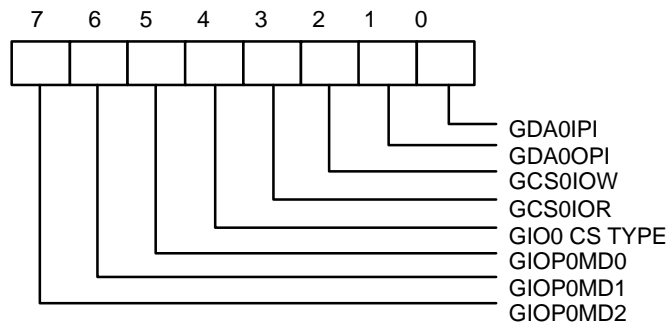 7 6 5 4 3 2 1 0
GDA0IPI
GDA0OPI
GCS0IOW
GCS0IOR
GIO0 CS TYPE
GIOP0MD0
GIOP0MD1
GIOP0MD2